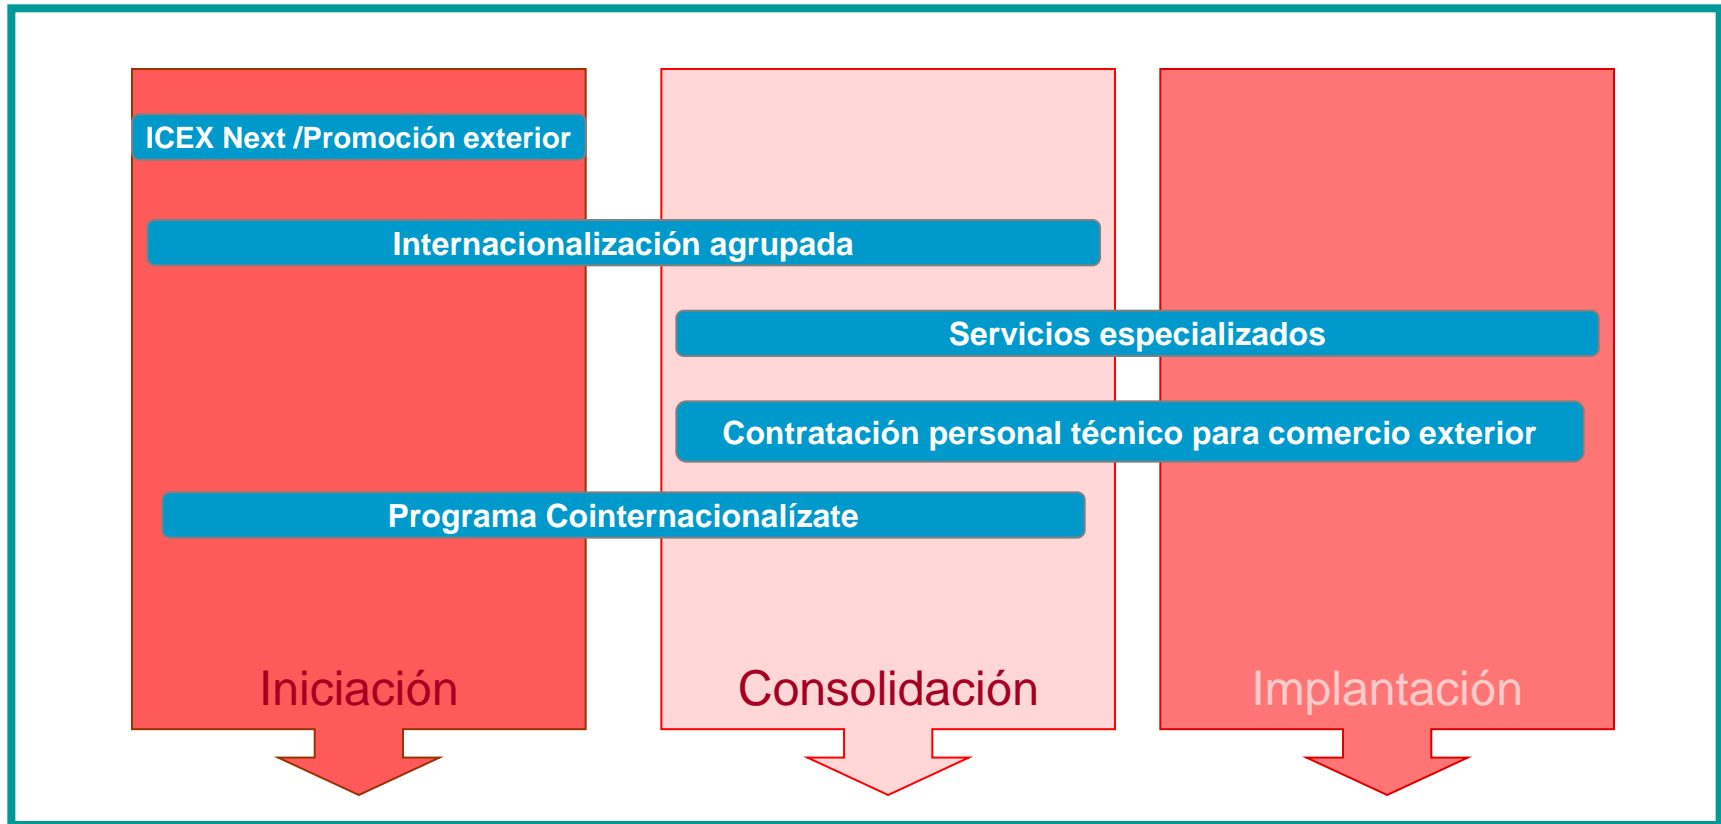 ICEX Next /Promoción exterior
Internacionalización agrupada
Servicios especializados
Contratación personal técnico para comercio exterior
Programa Cointernacionalízate
Iniciación
Consolidación
Implantación